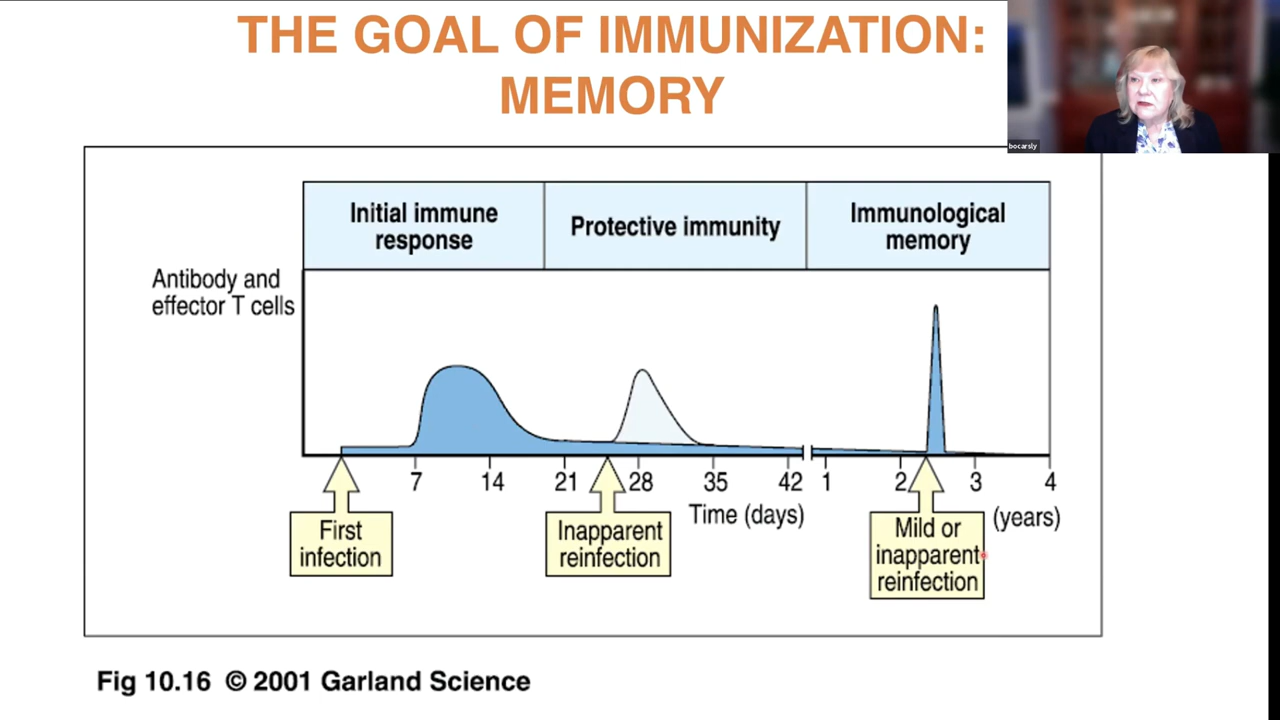 THE GOAL OF IMMUNIZATION:
MEMORY
bocarsly
Initial immune
response
Protective immunity
Immunological
memory
Antibody and
effector T cells
7 14 21 28 35 42 1 2 3 4
Time (days)
(years)
First
infection
Inapparent
reinfection
Mild or
inapparent
reinfection
Fig 10.16 © 2001 Garland Science